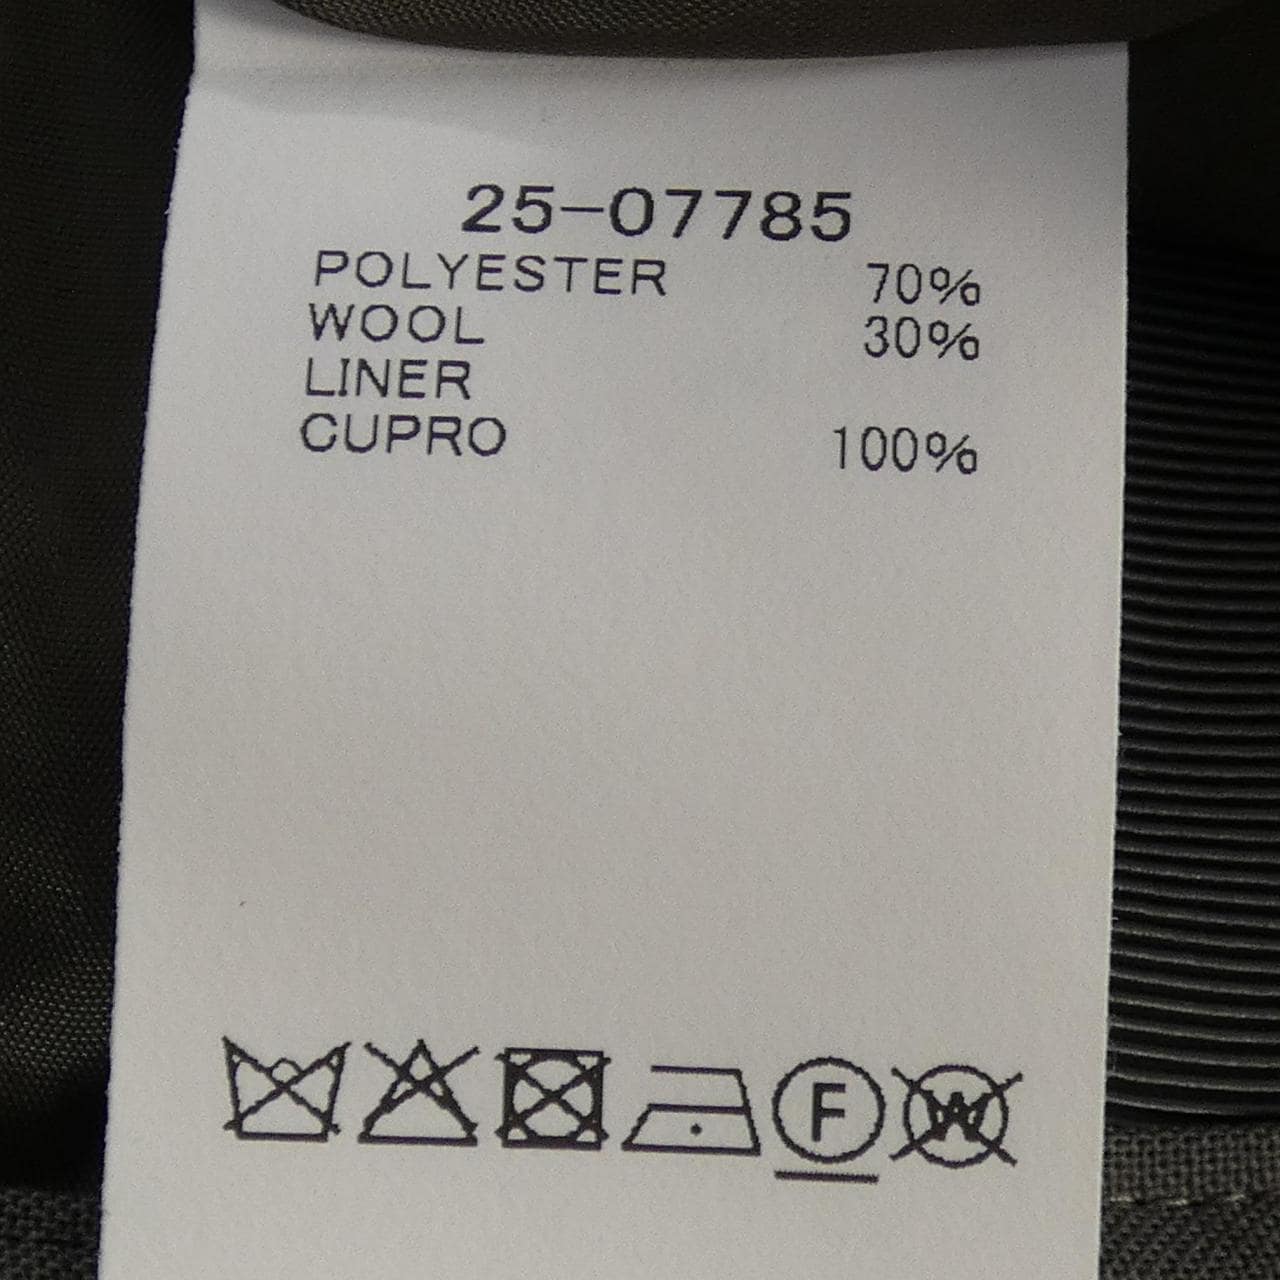 25-07785
POLYESTER 70%
WOOL 30%
LINER
CUPRO 100%
F W